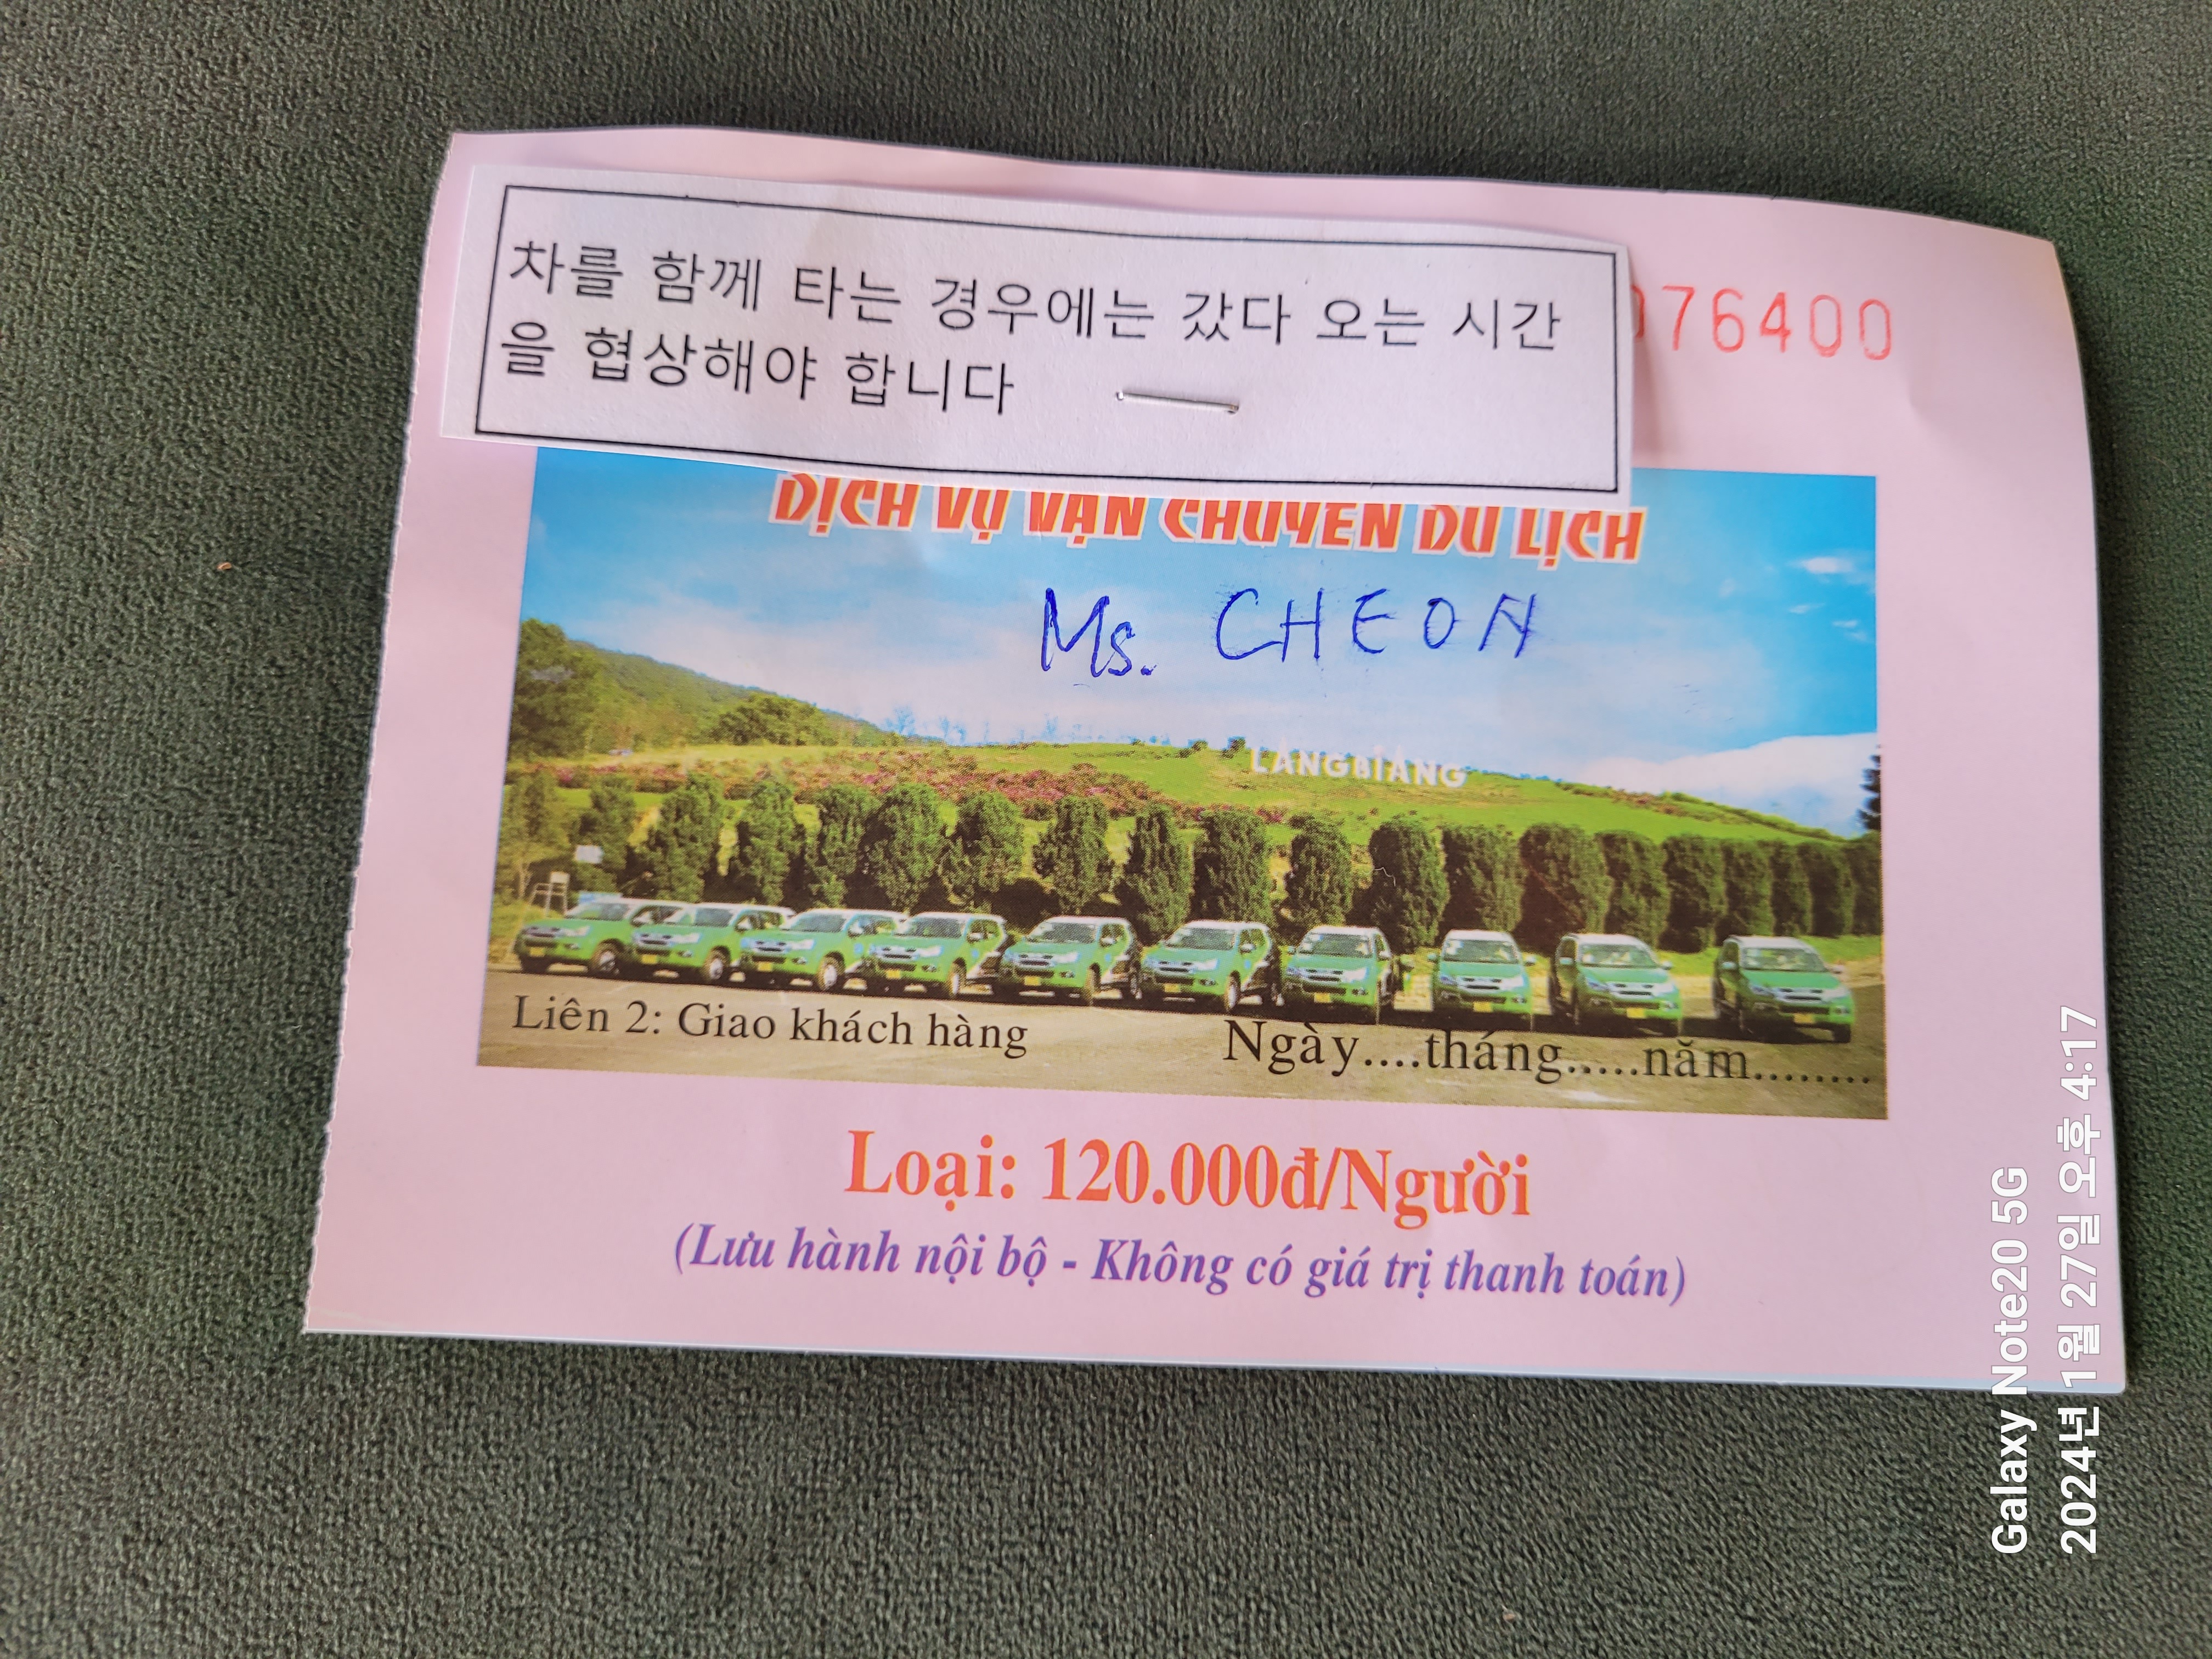 차를 함께 타는 경우에는 갔다 오는 시간
을 협상해야 합니다
076400
DỊCH VỤ VẬN CHUYỂN DU LỊCH
Ms. CHEON
LANGBIANG
Liên 2: Giao khách hàng
Ngày....tháng.....năm........
Loại: 120.000đ/Người
(Lưu hành nội bộ - Không có giá trị thanh toán)
Galaxy Note20 5G
2024년 1월 27일 오후 4:17